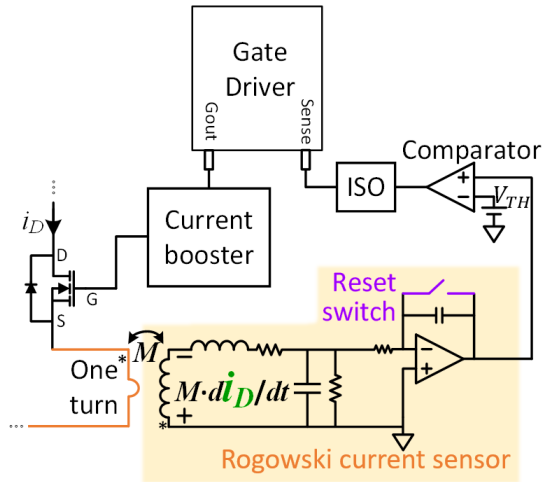 Gate
Driver
Gout
Sense
Comparator
+
−
V_TH
ISO
Current
booster
...
i_D
D
G
S
Reset
switch
−
+
* M
One
turn
−
M·di_D/dt
+
*
...
Rogowski current sensor